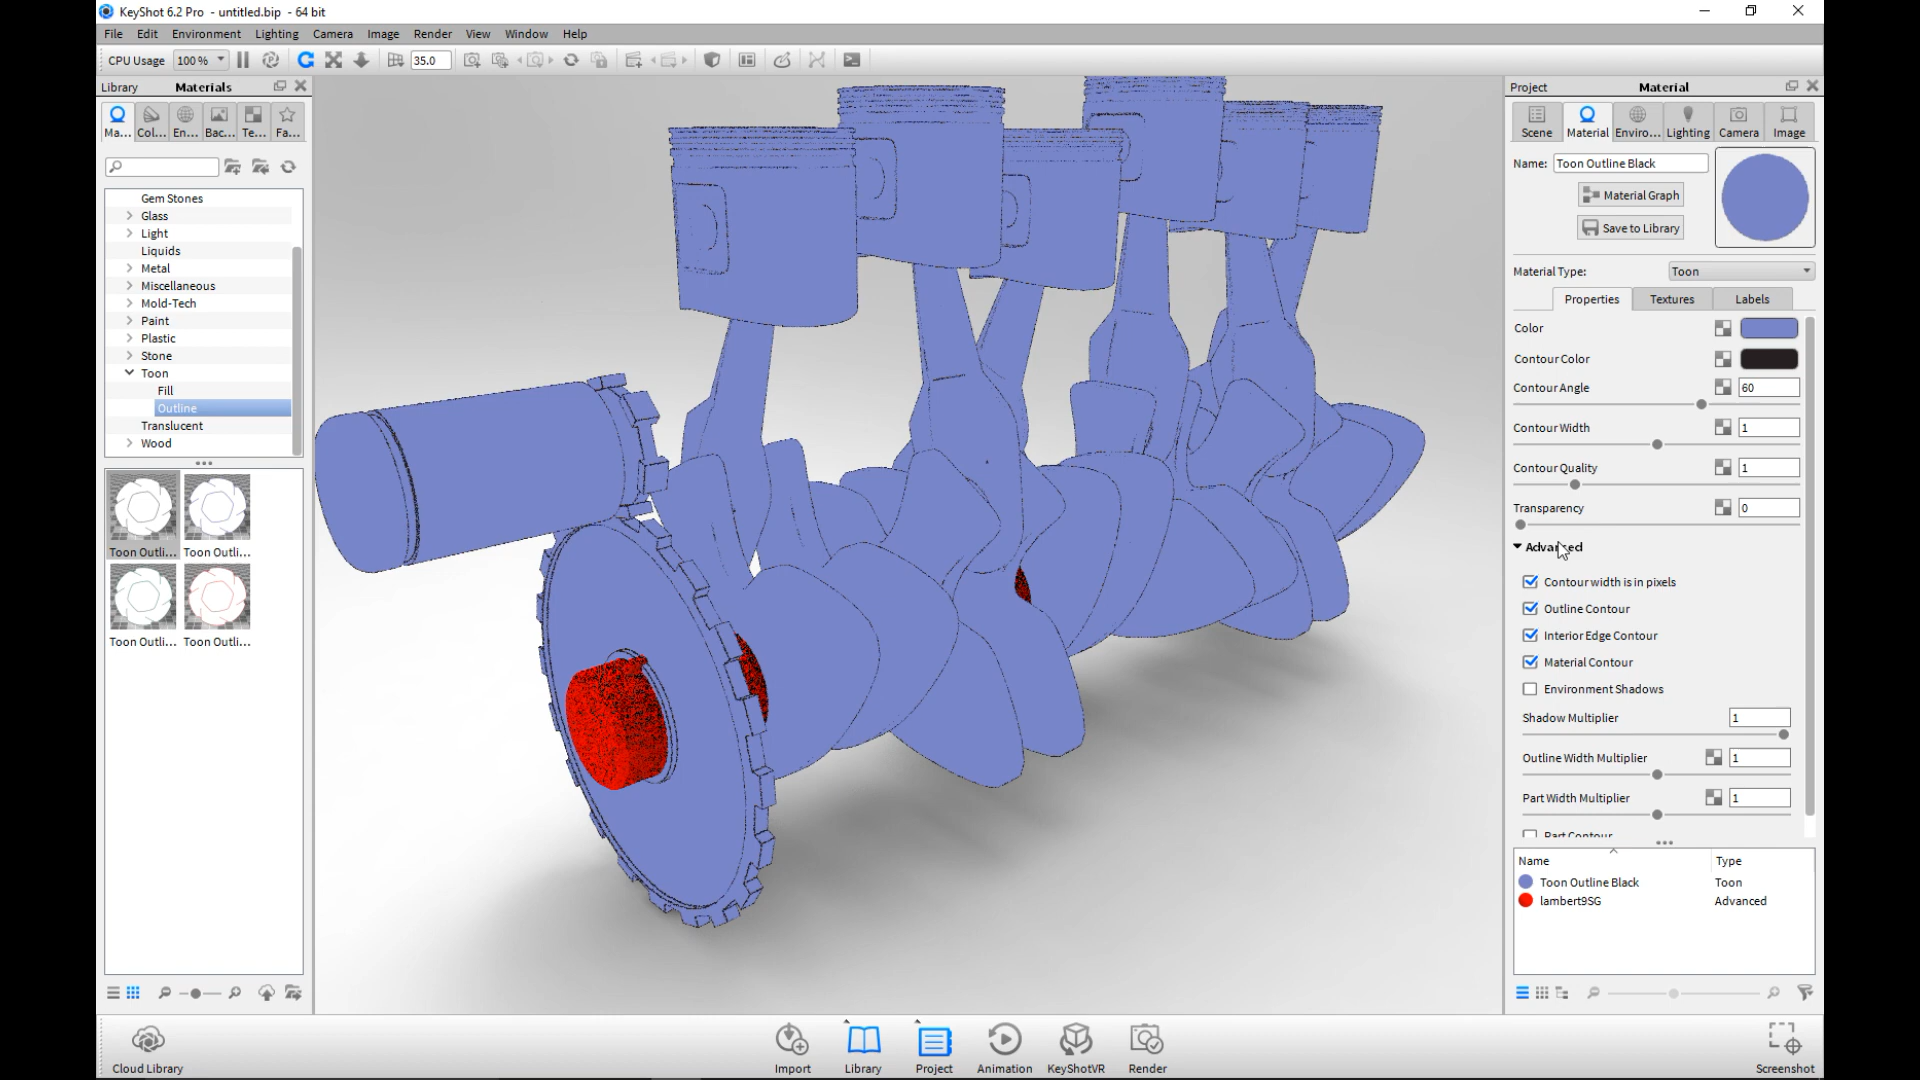 KeyShot 6.2 Pro - untitled.bip - 64 bit
File Edit Environment Lighting Camera Image Render View Window Help
CPU Usage 100 % 35.0
Library Materials
Ma... Col... En... Bac... Te... Fa...
Gem Stones
Glass
Light
Liquids
Metal
Miscellaneous
Mold-Tech
Paint
Plastic
Stone
Toon
Fill
Outline
Translucent
Wood
Toon Outli... Toon Outli...
Toon Outli... Toon Outli...
Project Material
Scene Material Enviro... Lighting Camera Image
Name: Toon Outline Black
Material Graph
Save to Library
Material Type: Toon
Properties Textures Labels
Color
Contour Color
Contour Angle 60
Contour Width 1
Contour Quality 1
Transparency 0
Advanced
Contour width is in pixels
Outline Contour
Interior Edge Contour
Material Contour
Environment Shadows
Shadow Multiplier 1
Outline Width Multiplier 1
Part Width Multiplier 1
Part Contour
Name Type
Toon Outline Black Toon
lambert9SG Advanced
Cloud Library Import Library Project Animation KeyShotVR Render Screenshot